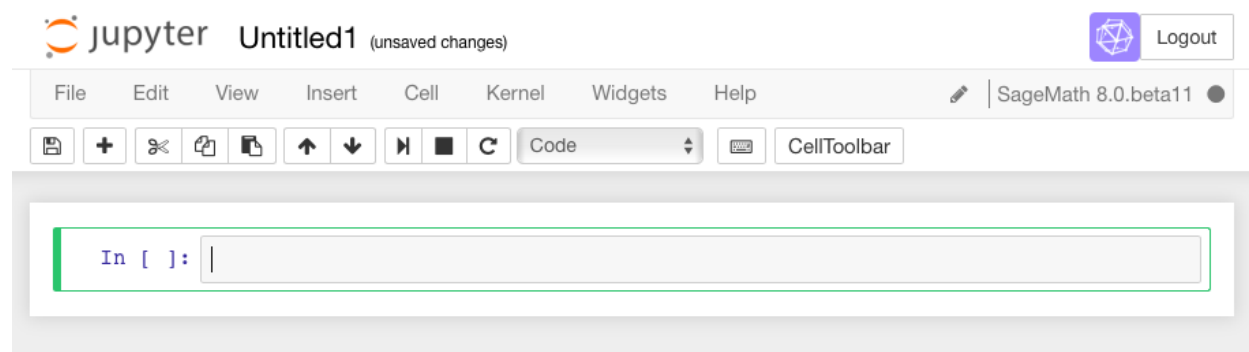 jupyter Untitled1 (unsaved changes) Logout
File Edit View Insert Cell Kernel Widgets Help SageMath 8.0.beta11
Code CellToolbar
In [ ]: